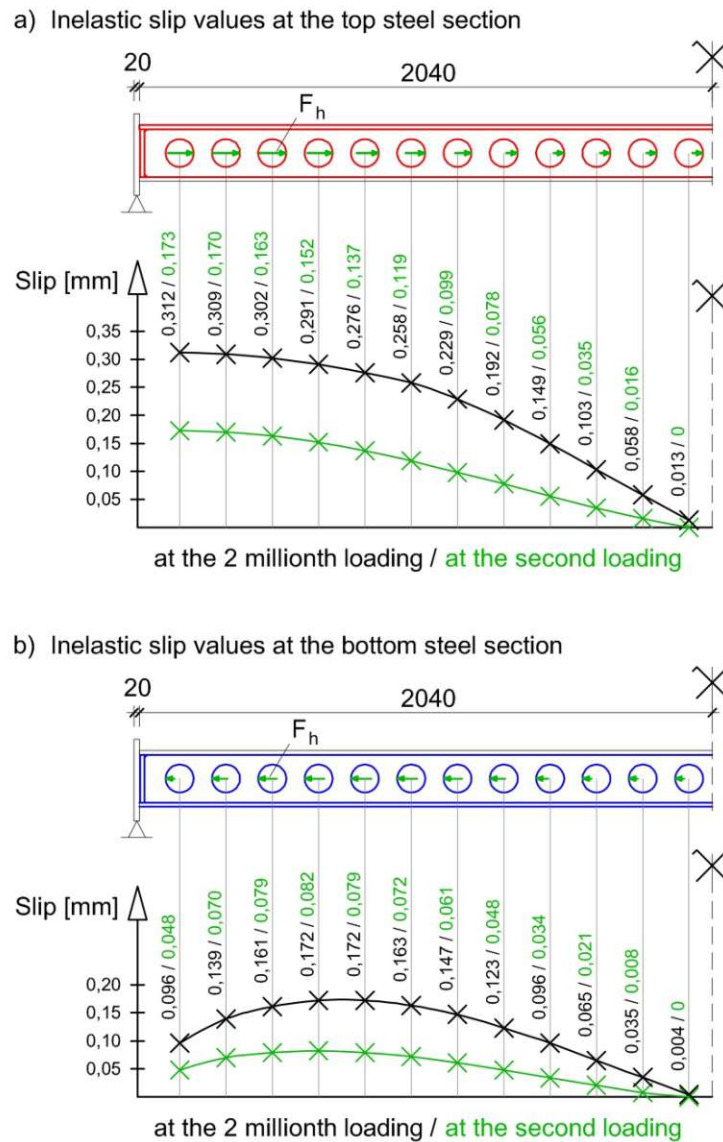 a) Inelastic slip values at the top steel section
20
2040
F h
0,312 / 0,173
0,309 / 0,170
0,302 / 0,163
0,291 / 0,152
0,276 / 0,137
0,258 / 0,119
0,229 / 0,099
0,192 / 0,078
0,149 / 0,056
0,103 / 0,035
0,058 / 0,016
0,013 / 0
Slip [mm]
0,35
0,30
0,25
0,20
0,15
0,10
0,05
at the 2 millionth loading / at the second loading
b) Inelastic slip values at the bottom steel section
20
2040
F h
0,096 / 0,048
0,139 / 0,070
0,161 / 0,079
0,172 / 0,082
0,172 / 0,079
0,163 / 0,072
0,147 / 0,061
0,123 / 0,048
0,096 / 0,034
0,065 / 0,021
0,035 / 0,008
0,004 / 0
Slip [mm]
0,20
0,15
0,10
0,05
at the 2 millionth loading / at the second loading